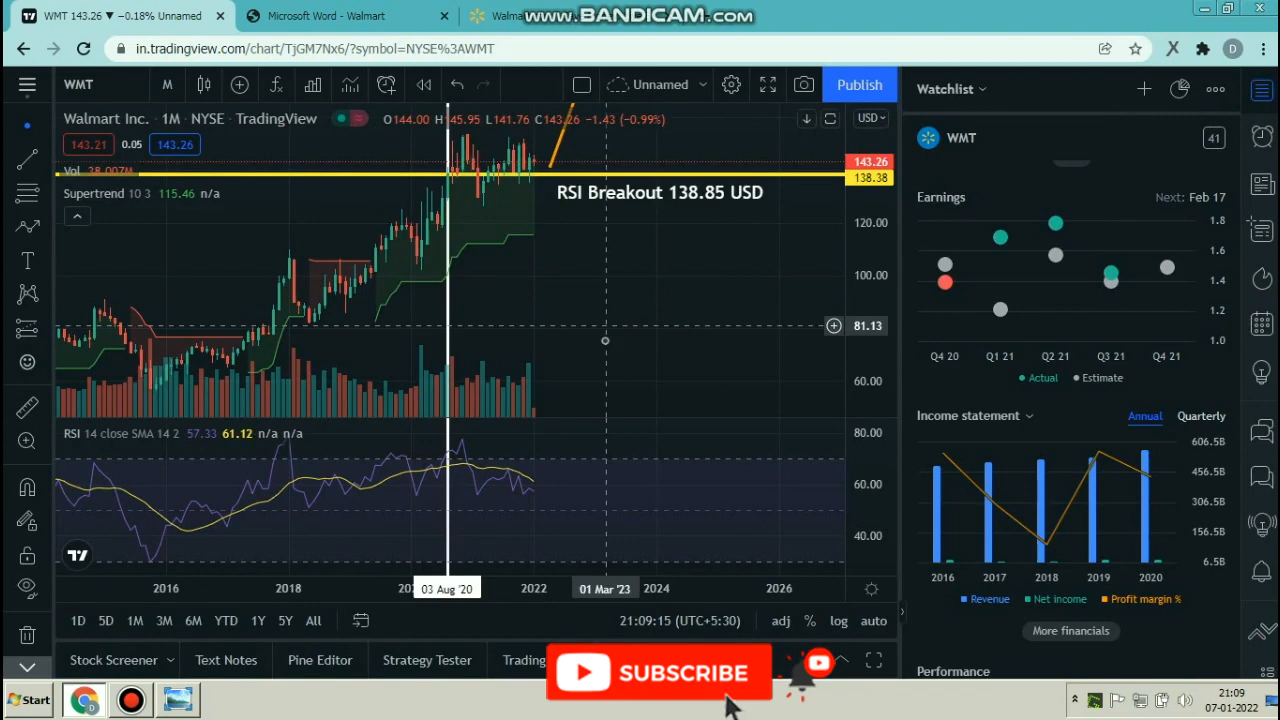 WMT 143.26 ▼ −0.18% Unnamed
Microsoft Word - Walmart
www.BANDICAM.com
in.tradingview.com/chart/TjGM7Nx6/?symbol=NYSE%3AWMT
D
WMT
M
Unnamed
Publish
Watchlist
Walmart Inc. · 1M · NYSE · TradingView
O144.00 H145.95 L141.76 C143.26 −1.43 (−0.99%)
USD
WMT
41
143.21
0.05
143.26
Vol 28.007M
143.26
138.38
Supertrend 10 3 115.46 n/a
RSI Breakout 138.85 USD
120.00
100.00
81.13
60.00
Earnings
Next: Feb 17
1.8
1.6
1.4
1.2
1.0
Q4 20
Q1 21
Q2 21
Q3 21
Q4 21
Actual
Estimate
RSI 14 close SMA 14 2 57.33 61.12 n/a n/a
80.00
60.00
40.00
Income statement
Annual
Quarterly
606.5B
456.5B
306.5B
156.5B
6.5B
2016
2017
2018
2019
2020
Revenue
Net income
Profit margin %
More financials
Performance
2016
2018
03 Aug '20
2022
01 Mar '23
2024
2026
1D
5D
1M
3M
6M
YTD
1Y
5Y
All
21:09:15 (UTC+5:30)
adj
%
log
auto
Stock Screener
Text Notes
Pine Editor
Strategy Tester
Trading
SUBSCRIBE
Start
21:09
07-01-2022